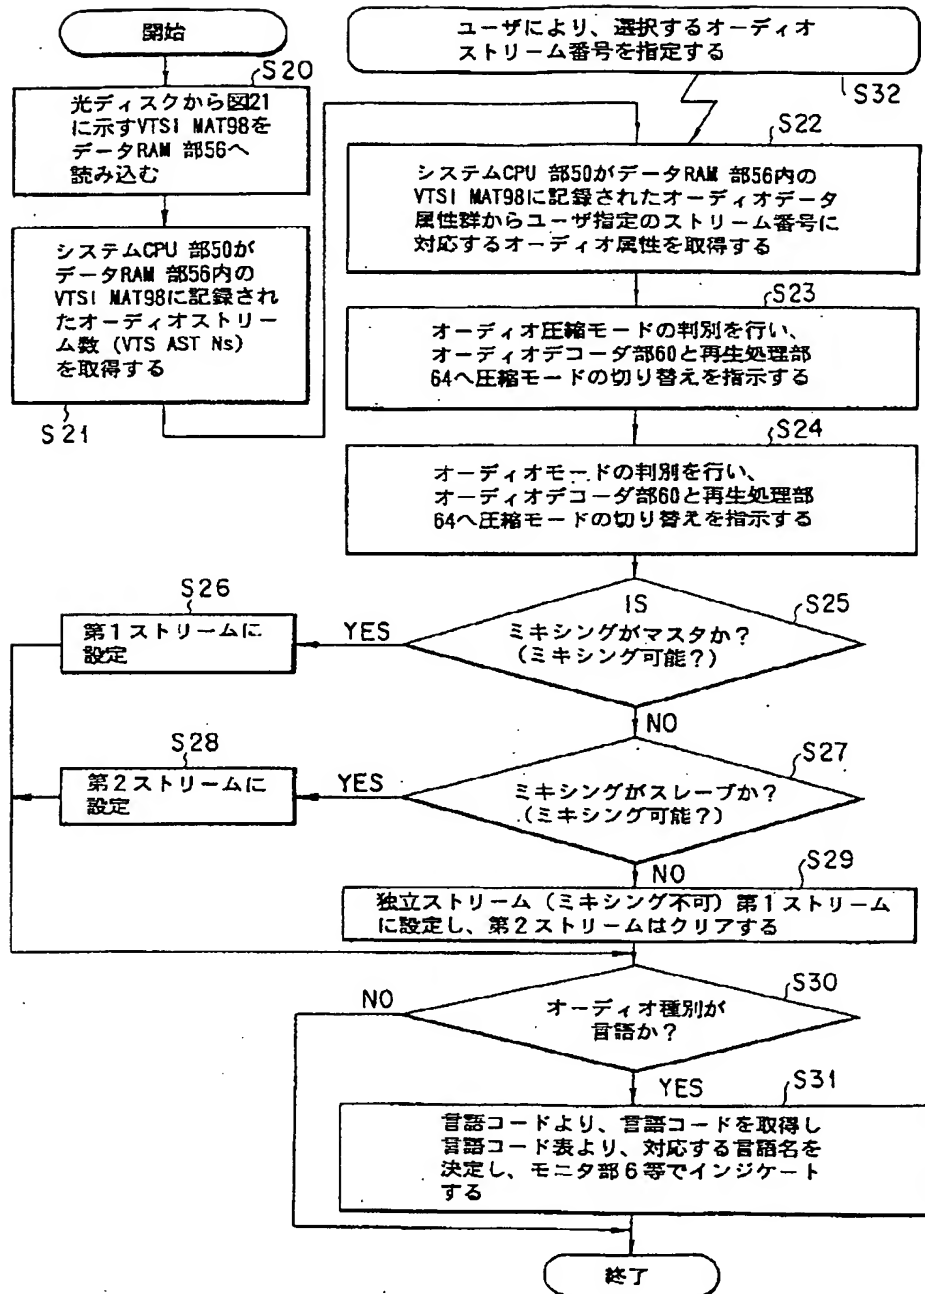 開始
S20
光ディスクから図21
に示すVTSI MAT98を
データRAM 部56へ
読み込む
システムCPU 部50が
データRAM 部56内の
VTSI MAT98に記録され
たオーディオストリー
ム数 (VTS AST Ns)
を取得する
S21
ユーザにより、選択するオーディオ
ストリーム番号を指定する
S32
S22
システムCPU 部50がデータRAM 部56内の
VTSI MAT98に記録されたオーディオデータ
属性群からユーザ指定のストリーム番号に
対応するオーディオ属性を取得する
S23
オーディオ圧縮モードの判別を行い、
オーディオデコーダ部60と再生処理部
64へ圧縮モードの切り替えを指示する
S24
オーディオモードの判別を行い、
オーディオデコーダ部60と再生処理部
64へ圧縮モードの切り替えを指示する
S25
IS
ミキシングがマスタか?
(ミキシング可能?)
YES
S26
第1ストリームに
設定
NO
S27
ミキシングがスレーブか?
(ミキシング可能?)
YES
S28
第2ストリームに
設定
NO
S29
独立ストリーム (ミキシング不可) 第1ストリーム
に設定し、第2ストリームはクリアする
S30
オーディオ種別が
言語か?
NO
YES
S31
言語コードより、言語コードを取得し
言語コード表より、対応する言語名を
決定し、モニタ部6等でインジケート
する
終了